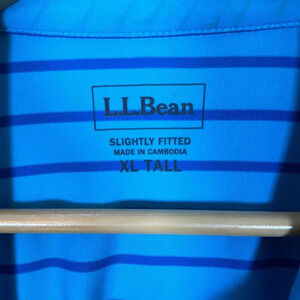 L.L.Bean
SLIGHTLY FITTED
MADE IN CAMBODIA
XL TALL